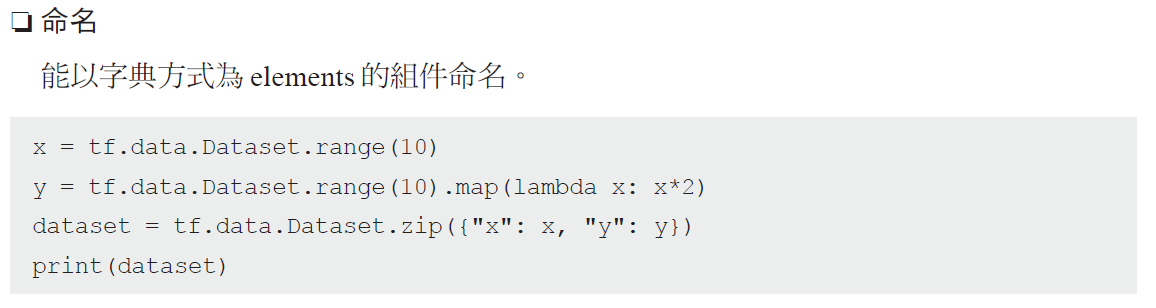 ❏ 命名
能以字典方式為 elements 的組件命名。
x = tf.data.Dataset.range(10)
y = tf.data.Dataset.range(10).map(lambda x: x*2)
dataset = tf.data.Dataset.zip({"x": x, "y": y})
print(dataset)